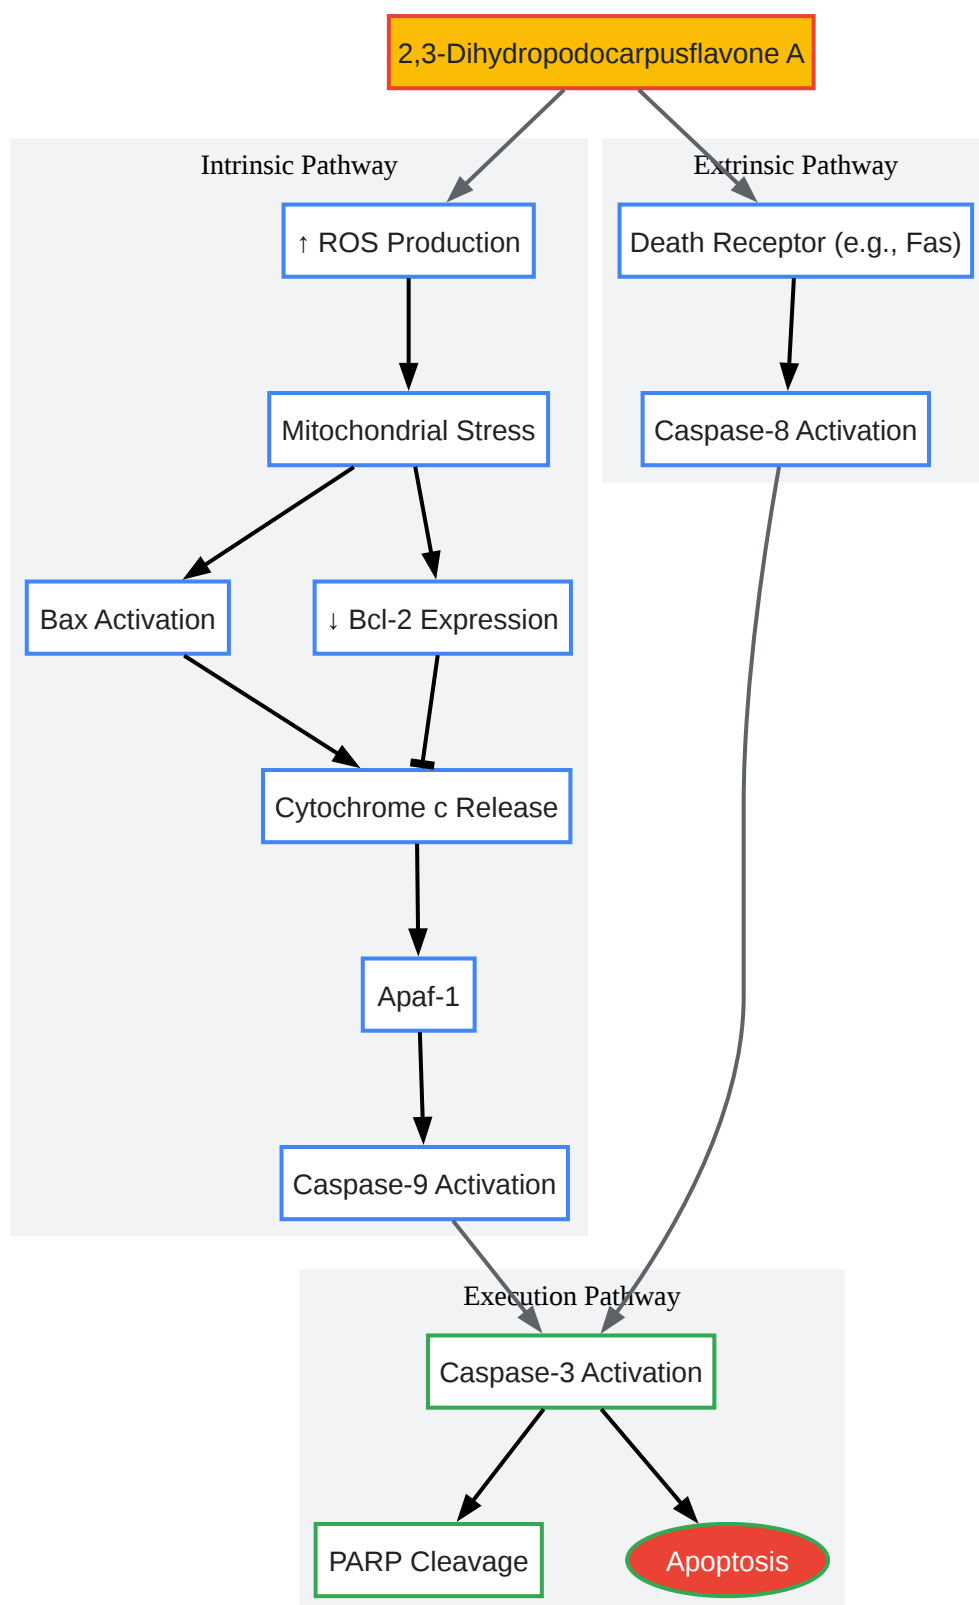 2,3-Dihydropodocarpusflavone A
Intrinsic Pathway
Extrinsic Pathway
↑ ROS Production
Death Receptor (e.g., Fas)
Mitochondrial Stress
Caspase-8 Activation
Bax Activation
↓ Bcl-2 Expression
Cytochrome c Release
Apaf-1
Caspase-9 Activation
Execution Pathway
Caspase-3 Activation
PARP Cleavage
Apoptosis